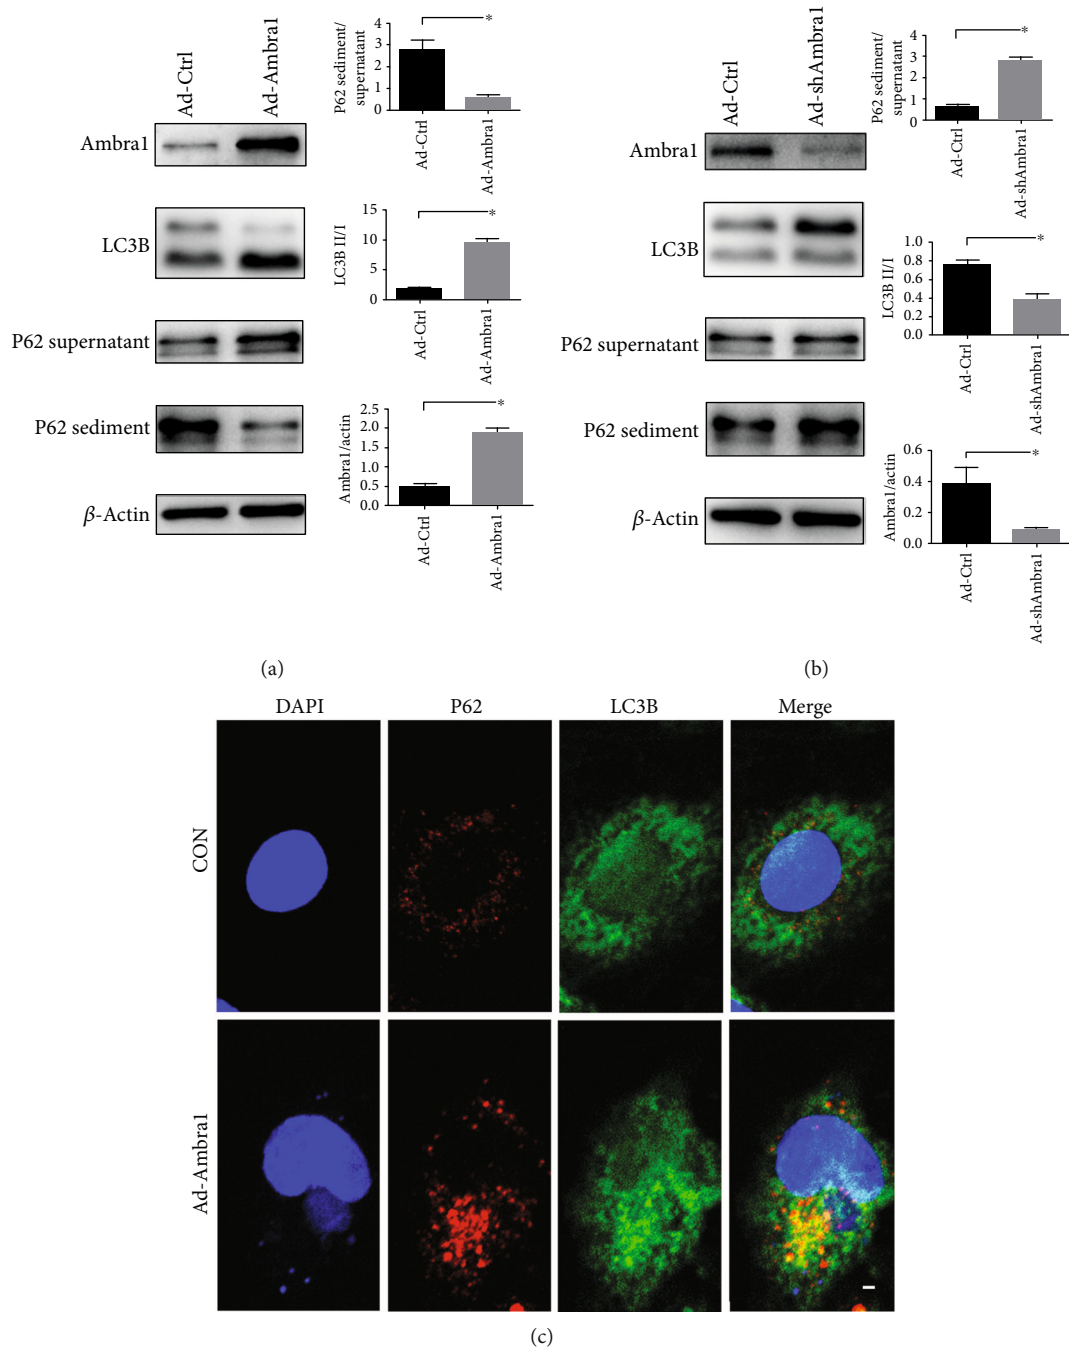 Ad-Ctrl
Ad-Ambra1
Ambra1
LC3B
P62 supernatant
P62 sediment
β-Actin
P62 sediment/
supernatant
4
3
2
1
0
*
Ad-Ctrl
Ad-Ambra1
LC3B II/I
15
10
5
0
*
Ad-Ctrl
Ad-Ambra1
Ambra1/actin
2.5
2.0
1.5
1.0
0.5
0.0
*
Ad-Ctrl
Ad-Ambra1
(a)
Ad-Ctrl
Ad-shAmbra1
Ambra1
LC3B
P62 supernatant
P62 sediment
β-Actin
P62 sediment/
supernatant
4
3
2
1
0
*
Ad-Ctrl
Ad-shAmbra1
LC3B II/I
1.0
0.8
0.6
0.4
0.2
0.0
*
Ad-Ctrl
Ad-shAmbra1
Ambra1/actin
0.6
0.4
0.2
0.0
*
Ad-Ctrl
Ad-shAmbra1
(b)
DAPI P62 LC3B Merge
CON
Ad-Ambra1
(c)